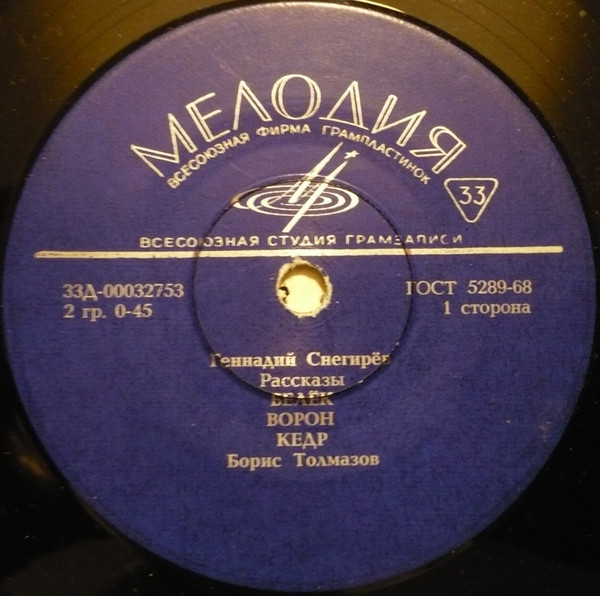 МЕЛОДИЯ
ВСЕСОЮЗНАЯ ФИРМА ГРАМПЛАСТИНОК
33
ВСЕСОЮЗНАЯ СТУДИЯ ГРАМЗАПИСИ
33Д-00032753
2 гр. 0-45
ГОСТ 5289-68
1 сторона
Геннадий Снегирёв
Рассказы
БЕЛЁК
ВОРОН
КЕДР
Борис Толмазов